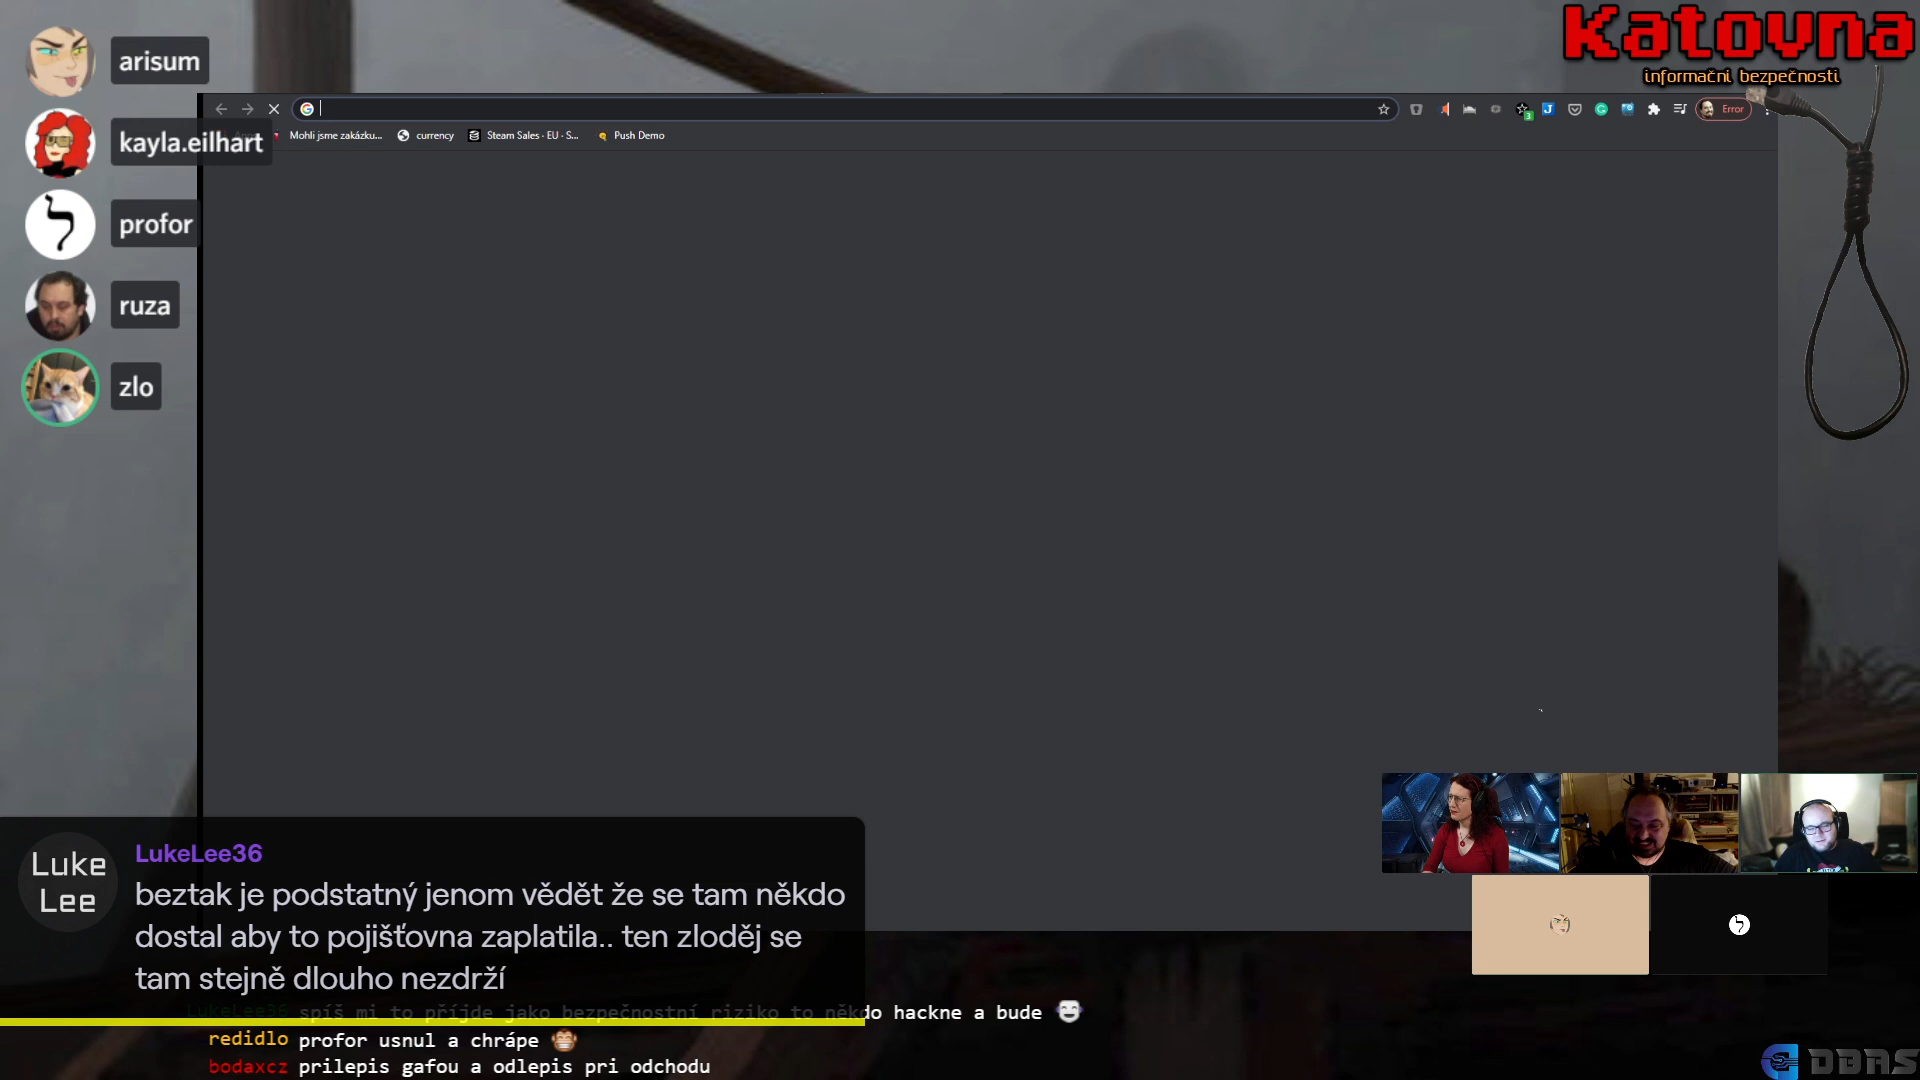 Katovna
informační bezpečnosti
arisum
kayla.eilhart
profor
ruza
zlo
Error
3
Mohli jsme zakázku...
currency
Steam Sales - EU - S...
Push Demo
Luke
Lee
LukeLee36
beztak je podstatný jenom vědět že se tam někdo
dostal aby to pojišťovna zaplatila.. ten zloděj se
tam stejně dlouho nezdrží
LukeLee36 spíš mi to příjde jako bezpečnostní riziko to někdo hackne a bude
redidlo profor usnul a chrápe
bodaxcz prilepis gafou a odlepis pri odchodu
DBAS